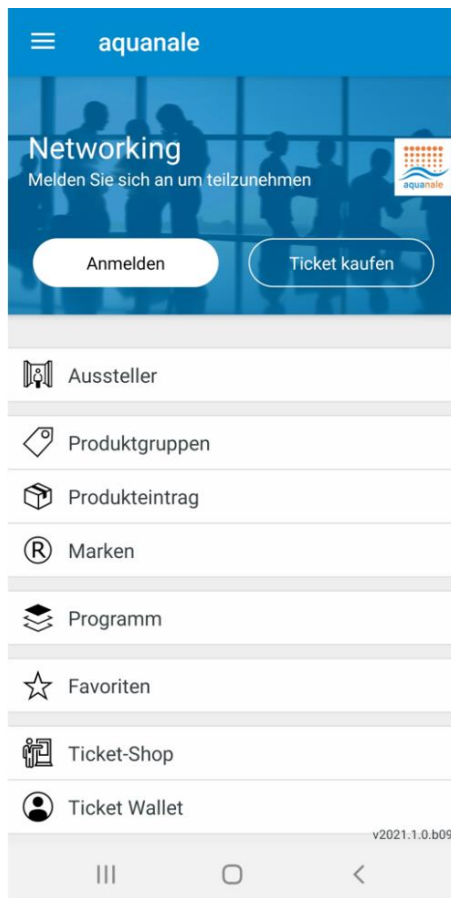 aquanale
Networking
Melden Sie sich an um teilzunehmen
aquanale
Anmelden
Ticket kaufen
Aussteller
Produktgruppen
Produkteintrag
® Marken
Programm
Favoriten
Ticket-Shop
Ticket Wallet
v2021.1.0.b09